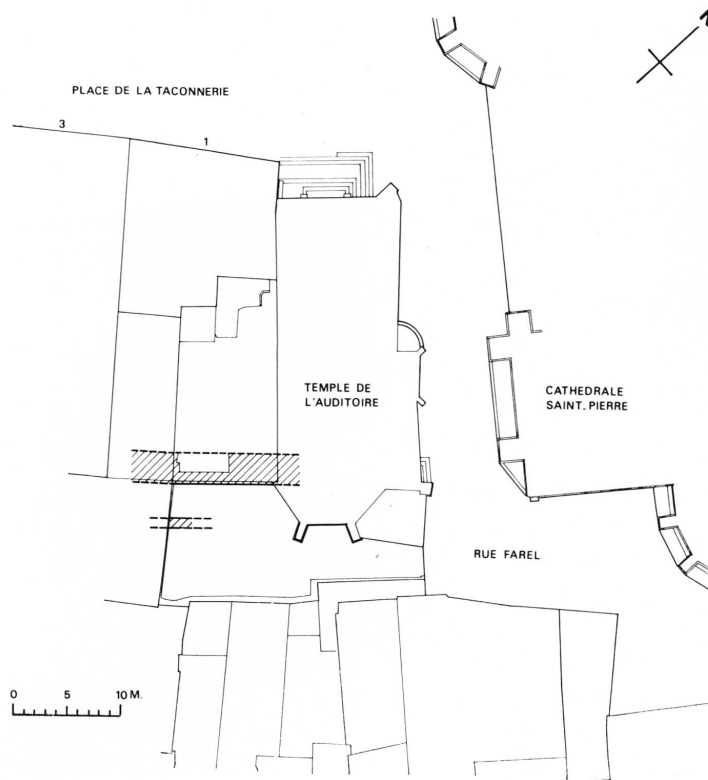 N
PLACE DE LA TACONNERIE
3
1
TEMPLE DE
L'AUDITOIRE
CATHEDRALE
SAINT.PIERRE
RUE FAREL
0 5 10 M.